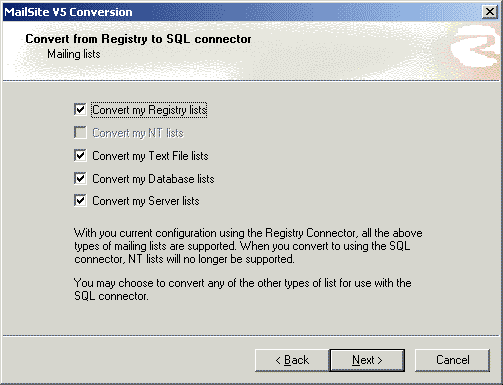 MailSite V5 Conversion
Convert from Registry to SQL connector
Mailing lists
Convert my Registry lists
Convert my NT lists
Convert my Text File lists
Convert my Database lists
Convert my Server lists
With you current configuration using the Registry Connector, all the above
types of mailing lists are supported. When you convert to using the SQL
connector, NT lists will no longer be supported.
You may choose to convert any of the other types of list for use with the
SQL connector.
< Back
Next >
Cancel